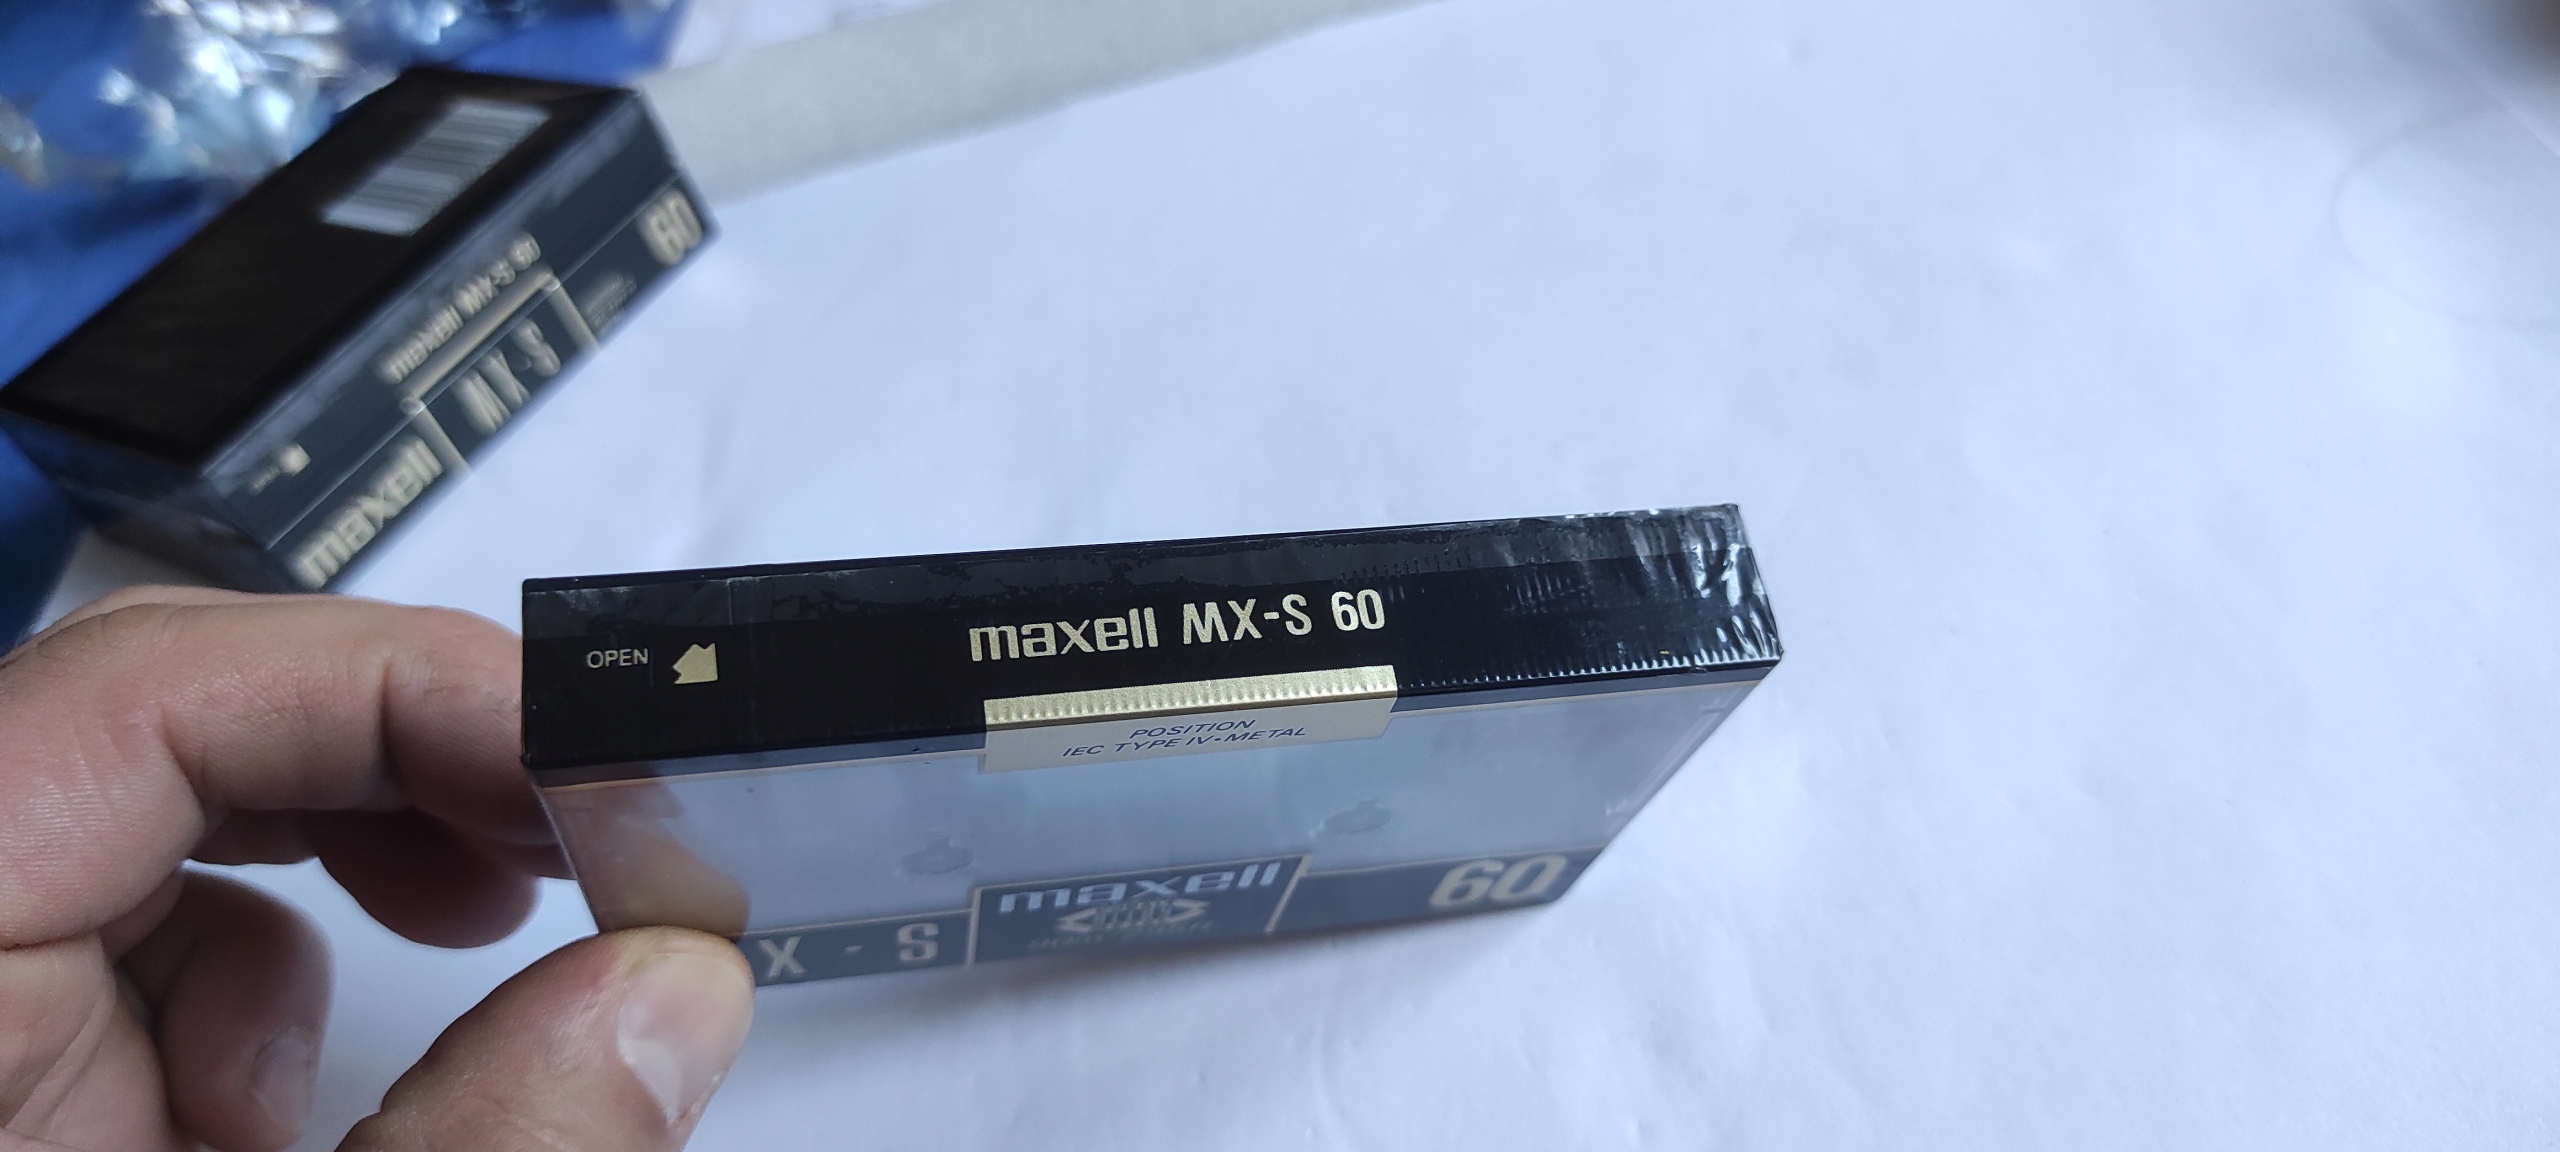 maxell MX-S 60
MX-S
60
maxell
OPEN
maxell MX-S 60
POSITION
IEC TYPE IV•METAL
maxell
X - S
60